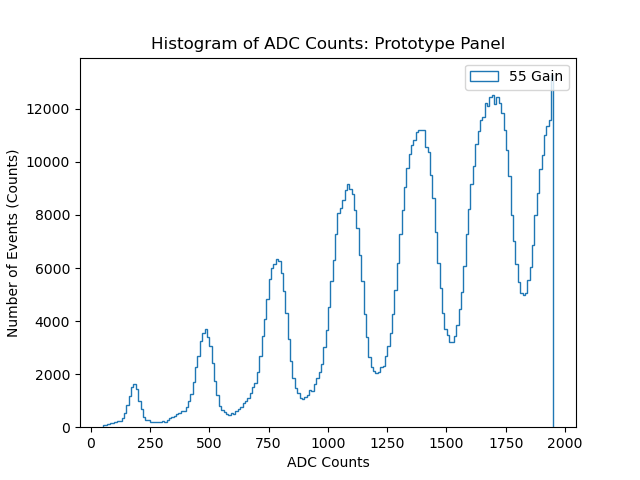 Histogram of ADC Counts: Prototype Panel
55 Gain
Number of Events (Counts)
12000
10000
8000
6000
4000
2000
0
0 250 500 750 1000 1250 1500 1750 2000
ADC Counts